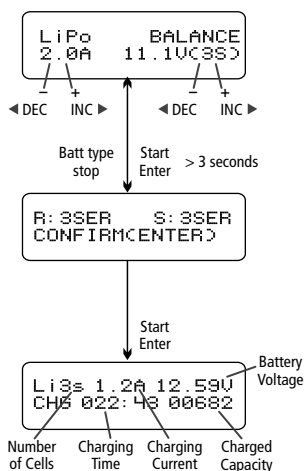 LiPo BALANCE
2.0A 11.1V(3S)
− + − +
◀ DEC INC ▶ ◀ DEC INC ▶
Batt type stop
Start Enter
> 3 seconds
R:3SER S:3SER
CONFIRM(ENTER)
Start
Enter
Battery Voltage
Li3s 1.2A 12.59V
CHG 022:43 00682
Number of Cells
Charging Time
Charging Current
Charged Capacity